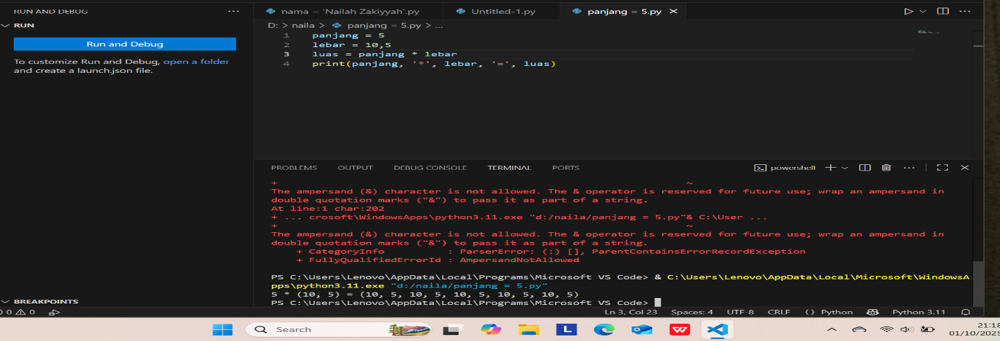 RUN AND DEBUG ...
RUN
Run and Debug
To customize Run and Debug, open a folder
and create a launch.json file.
BREAKPOINTS
nama = 'Nailah Zakiyyah'.py
Untitled-1.py
panjang = 5.py ×
D: > naila > panjang = 5.py > ...
1 panjang = 5
2 lebar = 10,5
3 luas = panjang * lebar
4 print(panjang, '*', lebar, '=', luas)
PROBLEMS OUTPUT DEBUG CONSOLE TERMINAL PORTS
powershell
+ ~
The ampersand (&) character is not allowed. The & operator is reserved for future use; wrap an ampersand in
double quotation marks ("&") to pass it as part of a string.
At line:1 char:202
+ ... crosoft\WindowsApps\python3.11.exe "d:/naila/panjang = 5.py"& C:\User ...
+ ~
The ampersand (&) character is not allowed. The & operator is reserved for future use; wrap an ampersand in
double quotation marks ("&") to pass it as part of a string.
+ CategoryInfo : ParserError: (:) [], ParentContainsErrorRecordException
+ FullyQualifiedErrorId : AmpersandNotAllowed
PS C:\Users\Lenovo\AppData\Local\Programs\Microsoft VS Code> & C:\Users\Lenovo\AppData\Local\Microsoft\WindowsA
pps\python3.11.exe "d:/naila/panjang = 5.py"
5 * (10, 5) = (10, 5, 10, 5, 10, 5, 10, 5, 10, 5)
PS C:\Users\Lenovo\AppData\Local\Programs\Microsoft VS Code>
0 0 Ln 3, Col 23 Spaces: 4 UTF-8 CRLF {} Python Python 3.11
Search
L
W
21:18
01/10/2025